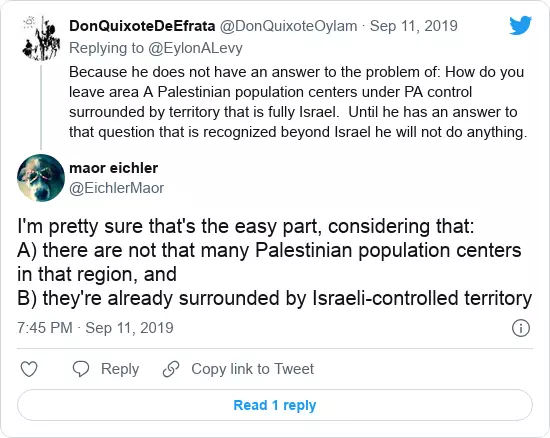 DonQuixoteDeEfrata @DonQuixoteOylam · Sep 11, 2019
Replying to @EylonALevy
Because he does not have an answer to the problem of: How do you
leave area A Palestinian population centers under PA control
surrounded by territory that is fully Israel.  Until he has an answer to
that question that is recognized beyond Israel he will not do anything.
maor eichler
@EichlerMaor
I'm pretty sure that's the easy part, considering that:
A) there are not that many Palestinian population centers
in that region, and
B) they're already surrounded by Israeli-controlled territory
7:45 PM · Sep 11, 2019
Reply Copy link to Tweet
Read 1 reply